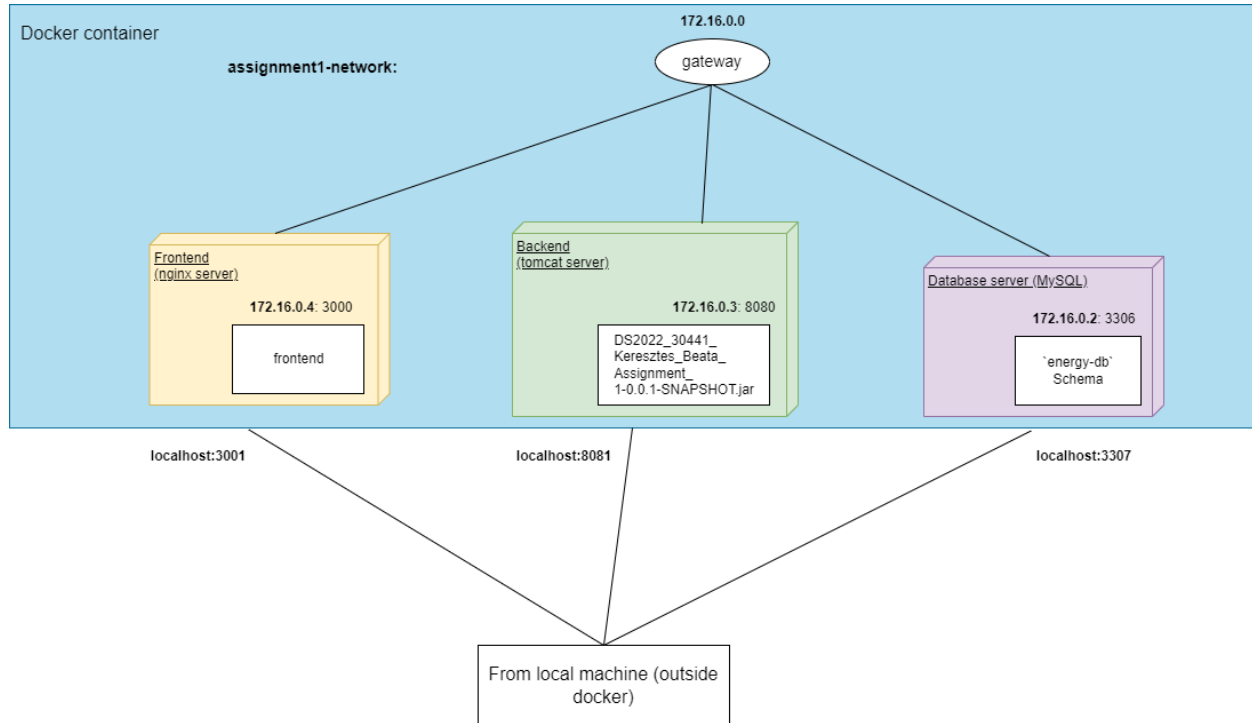 172.16.0.0
Docker container
gateway
assignment1-network:
Frontend
(nginx server)
172.16.0.4: 3000
frontend
Backend
(tomcat server)
172.16.0.3: 8080
DS2022_30441_
Keresztes_Beata_
Assignment_
1-0.0.1-SNAPSHOT.jar
Database server (MySQL)
172.16.0.2: 3306
`energy-db`
Schema
localhost:3001
localhost:8081
localhost:3307
From local machine (outside
docker)